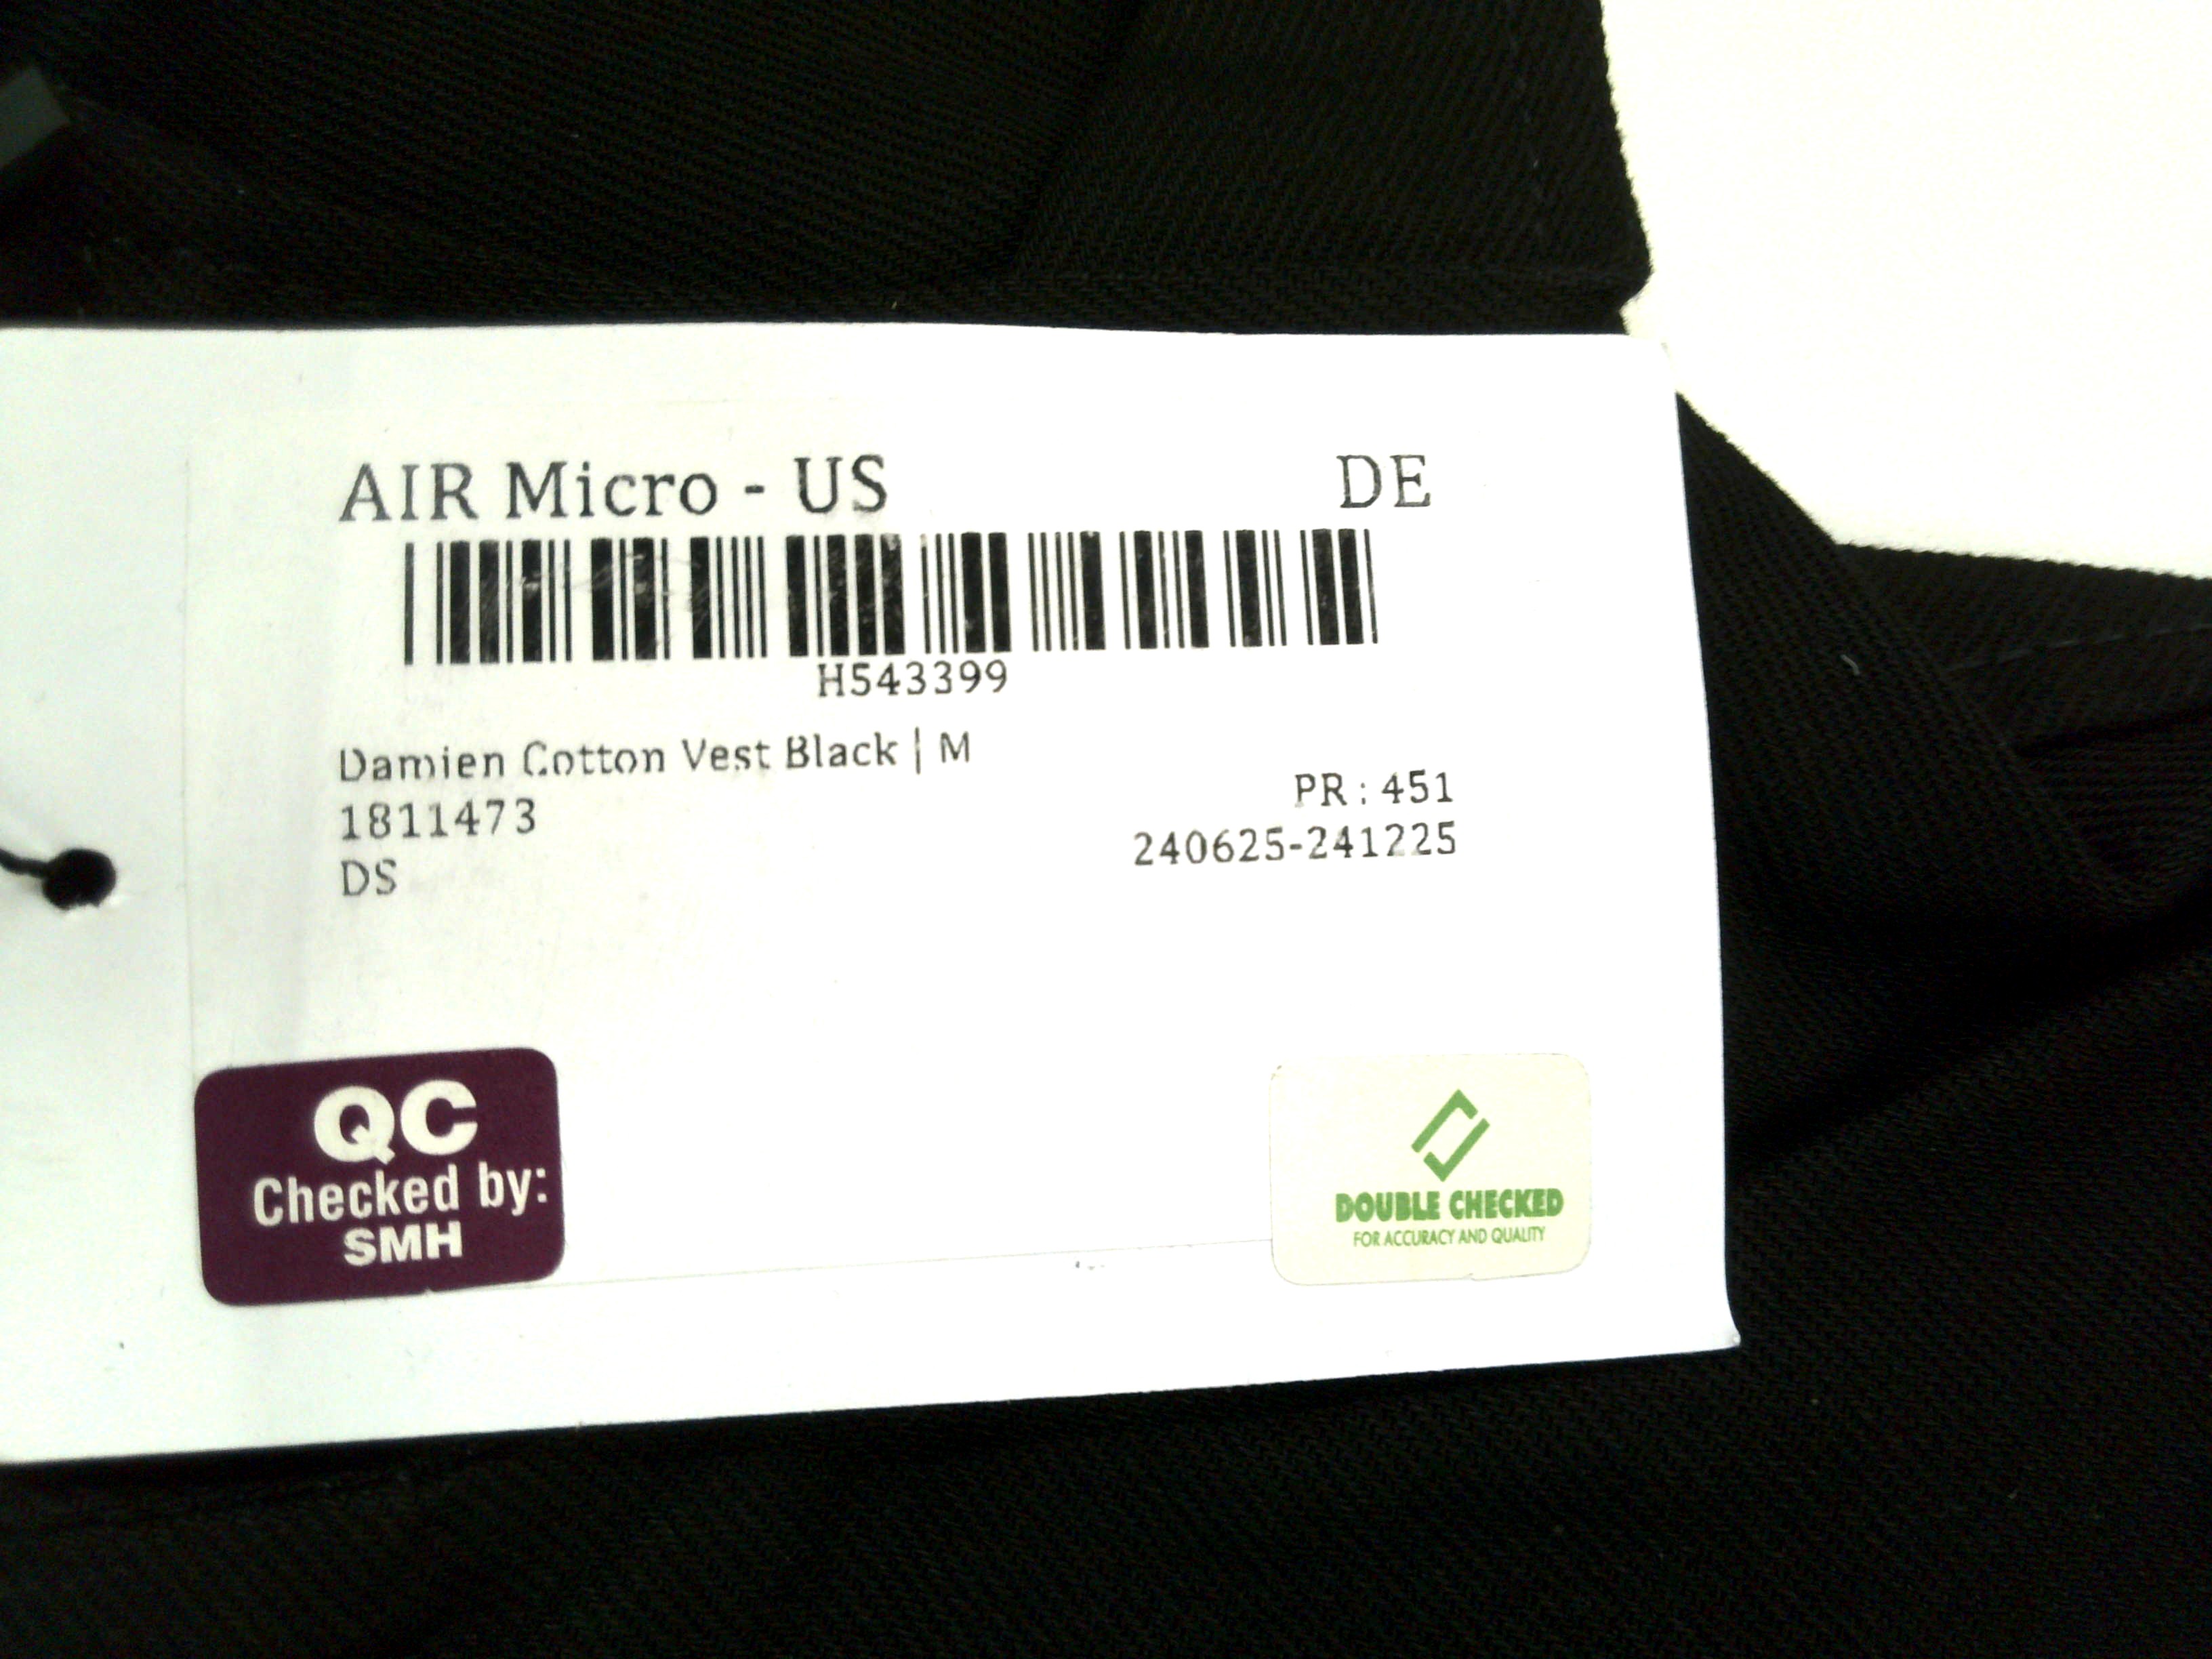 AIR Micro - US DE
H543399
Damien Cotton Vest Black | M
PR : 451
1811473
240625-241225
DS
QC
Checked by:
SMH
DOUBLE CHECKED
FOR ACCURACY AND QUALITY